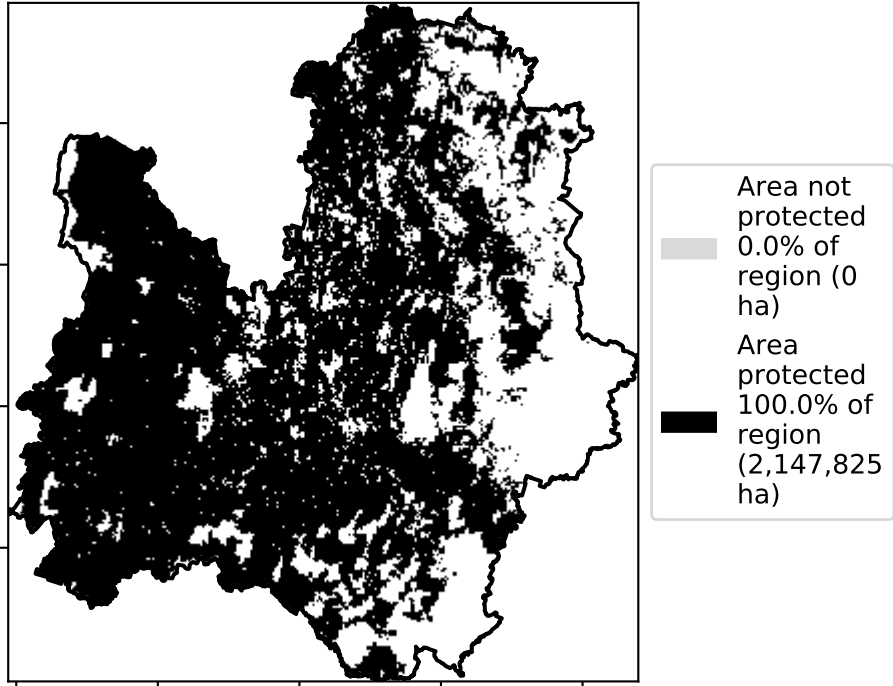 Area not
protected
0.0% of
region (0
ha)
Area
protected
100.0% of
region
(2,147,825
ha)